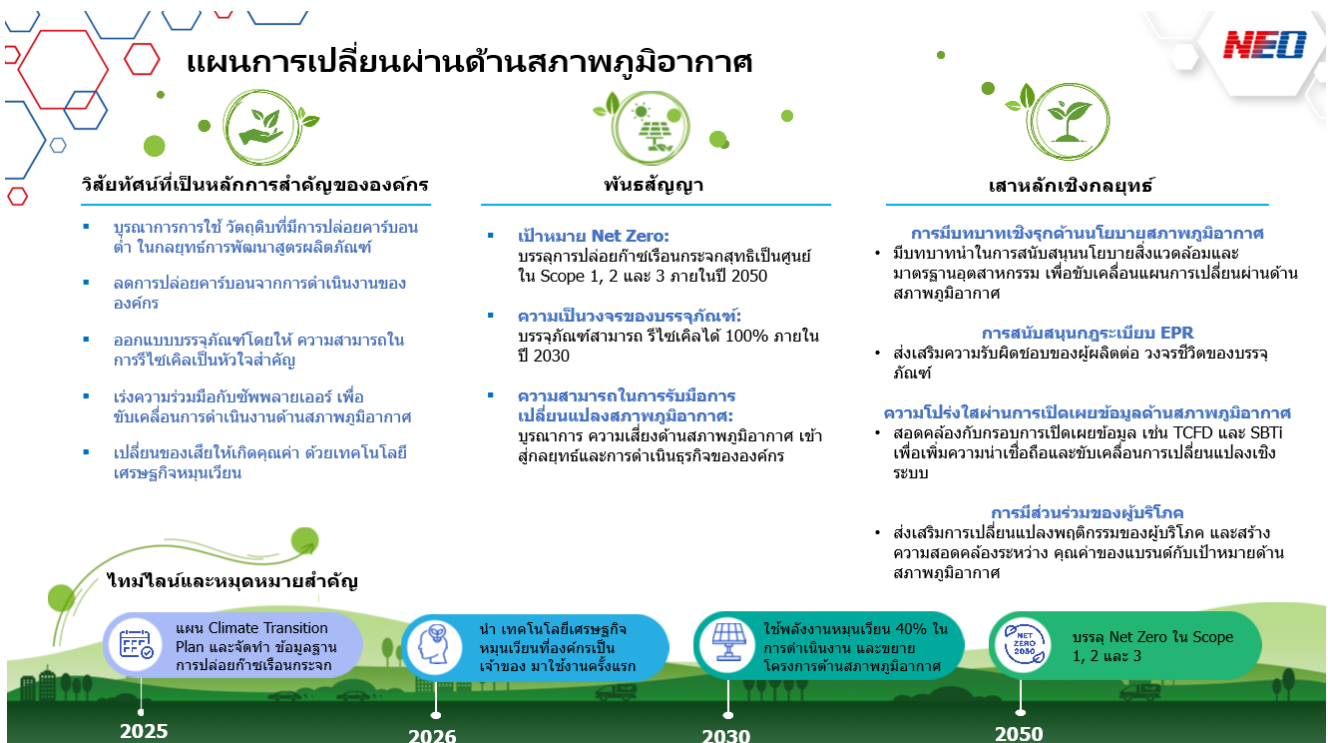 แผนการเปลี่ยนผ่านด้านสภาพภูมิอากาศ
NEO
วิสัยทัศน์ที่เป็นหลักการสำคัญขององค์กร
▪ บูรณาการการใช้ วัตถุดิบที่มีการปล่อยคาร์บอน
ต่ำ ในกลยุทธ์การพัฒนาสูตรผลิตภัณฑ์
▪ ลดการปล่อยคาร์บอนจากการดำเนินงานของ
องค์กร
▪ ออกแบบบรรจุภัณฑ์โดยให้ ความสามารถใน
การรีไซเคิลเป็นหัวใจสำคัญ
▪ เร่งความร่วมมือกับซัพพลายเออร์ เพื่อ
ขับเคลื่อนการดำเนินงานด้านสภาพภูมิอากาศ
▪ เปลี่ยนของเสียให้เกิดคุณค่า ด้วยเทคโนโลยี
เศรษฐกิจหมุนเวียน
พันธสัญญา
▪ เป้าหมาย Net Zero:
บรรลุการปล่อยก๊าซเรือนกระจกสุทธิเป็นศูนย์
ใน Scope 1, 2 และ 3 ภายในปี 2050
▪ ความเป็นวงจรของบรรจุภัณฑ์:
บรรจุภัณฑ์สามารถ รีไซเคิลได้ 100% ภายใน
ปี 2030
▪ ความสามารถในการรับมือการ
เปลี่ยนแปลงสภาพภูมิอากาศ:
บูรณาการ ความเสี่ยงด้านสภาพภูมิอากาศ เข้า
สู่กลยุทธ์และการดำเนินธุรกิจขององค์กร
เสาหลักเชิงกลยุทธ์
การมีบทบาทเชิงรุกด้านนโยบายสภาพภูมิอากาศ
• มีบทบาทนำในการสนับสนุนนโยบายสิ่งแวดล้อมและ
มาตรฐานอุตสาหกรรม เพื่อขับเคลื่อนแผนการเปลี่ยนผ่านด้าน
สภาพภูมิอากาศ
การสนับสนุนกฎระเบียบ EPR
• ส่งเสริมความรับผิดชอบของผู้ผลิตต่อ วงจรชีวิตของบรรจุ
ภัณฑ์
ความโปร่งใสผ่านการเปิดเผยข้อมูลด้านสภาพภูมิอากาศ
• สอดคล้องกับกรอบการเปิดเผยข้อมูล เช่น TCFD และ SBTi
เพื่อเพิ่มความน่าเชื่อถือและขับเคลื่อนการเปลี่ยนแปลงเชิง
ระบบ
การมีส่วนร่วมของผู้บริโภค
• ส่งเสริมการเปลี่ยนแปลงพฤติกรรมของผู้บริโภค และสร้าง
ความสอดคล้องระหว่าง คุณค่าของแบรนด์กับเป้าหมายด้าน
สภาพภูมิอากาศ
ไทม์ไลน์และหมุดหมายสำคัญ
แผน Climate Transition
Plan และจัดทำ ข้อมูลฐาน
การปล่อยก๊าซเรือนกระจก
2025
นำ เทคโนโลยีเศรษฐกิจ
หมุนเวียนที่องค์กรเป็น
เจ้าของ มาใช้งานครั้งแรก
2026
ใช้พลังงานหมุนเวียน 40% ใน
การดำเนินงาน และขยาย
โครงการด้านสภาพภูมิอากาศ
2030
NET
ZERO
2050
บรรลุ Net Zero ใน Scope
1, 2 และ 3
2050